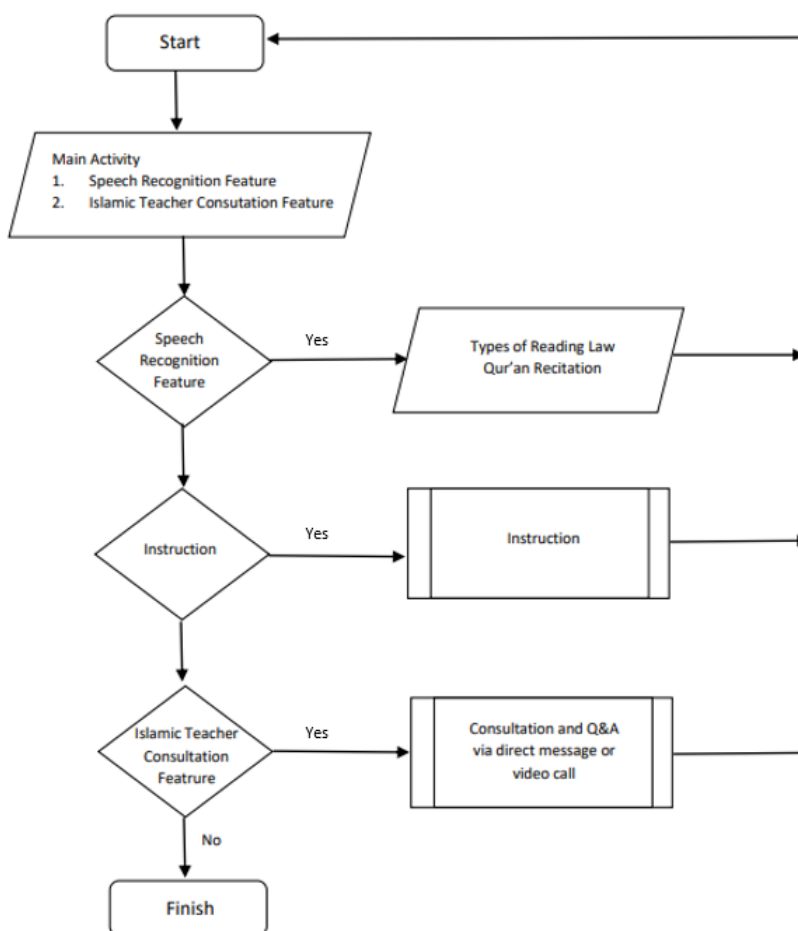 Start
Main Activity
1. Speech Recognition Feature
2. Islamic Teacher Consutation Feature
Speech
Recognition
Feature
Yes
Types of Reading Law
Qur'an Recitation
Instruction
Yes
Instruction
Islamic Teacher
Consultation
Featrure
Yes
Consultation and Q&A
via direct message or
video call
No
Finish